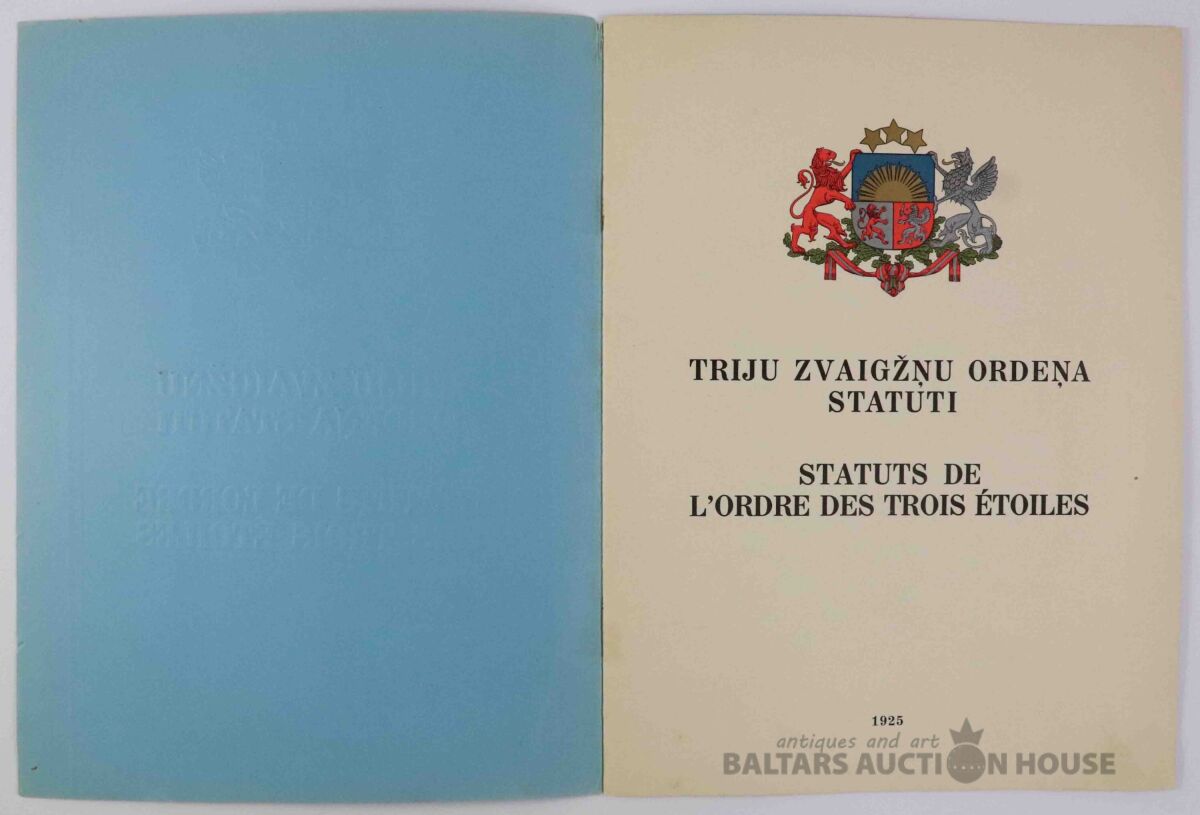 TRIJU ZVAIGŽŅU ORDEŅA
STATUTI
STATUTS DE
L'ORDRE DES TROIS ÉTOILES
1925
antiques and art
BALTARS AUCTION HOUSE